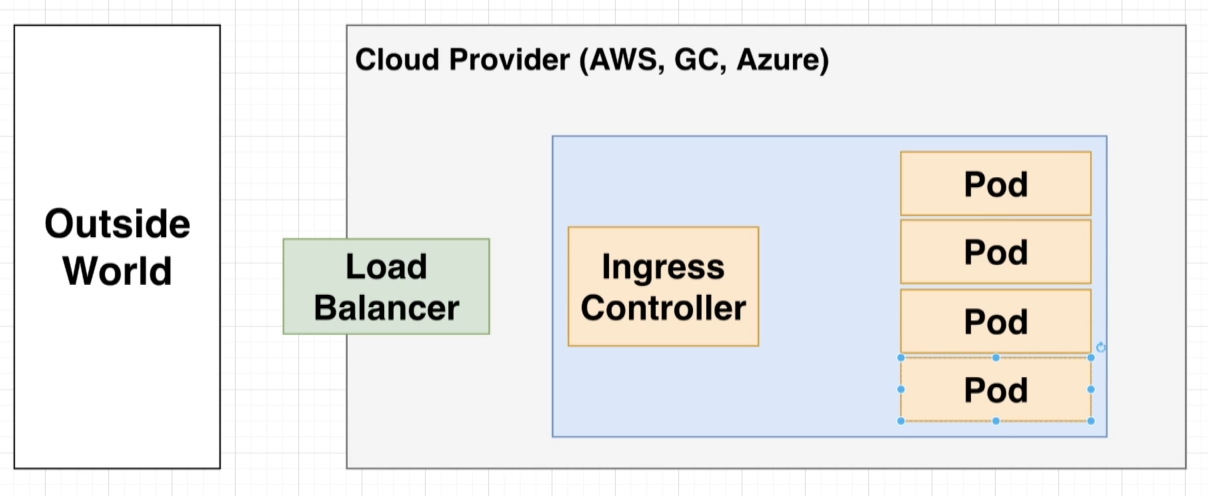 Cloud Provider (AWS, GC, Azure)
Outside
World
Load
Balancer
Ingress
Controller
Pod
Pod
Pod
Pod